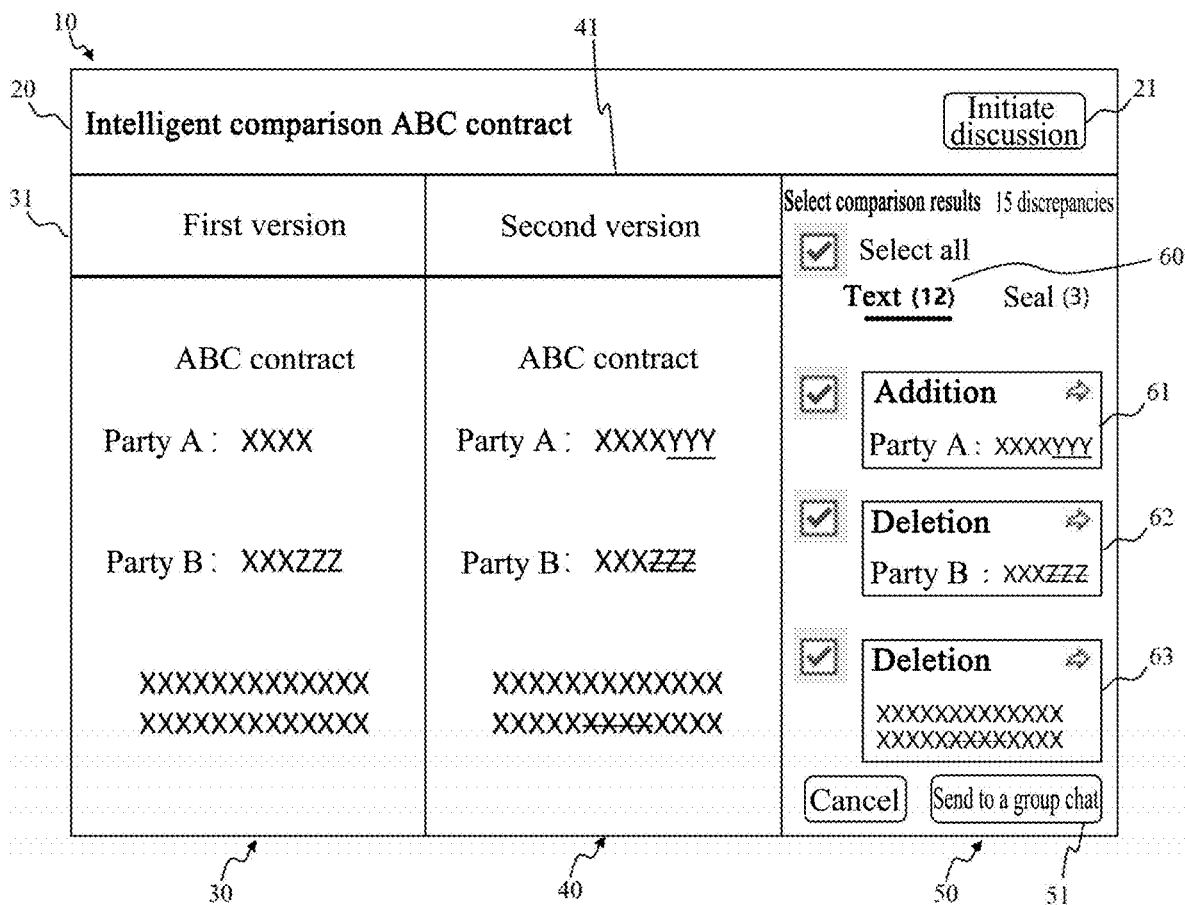 10
41
20
Intelligent comparison ABC contract
Initiate
discussion
21
31
First version
Second version
Select comparison results 15 discrepancies
Select all
60
Text (12) Seal (3)
ABC contract
ABC contract
Addition
61
Party A : XXXX
Party A : XXXXYYY
Party A : XXXXYYY
Deletion
62
Party B : XXXZZZ
Party B : XXXZZZ
Party B : XXXZZZ
Deletion
63
XXXXXXXXXXXXX
XXXXXXXXXXXXX
XXXXXXXXXXXXX
XXXXXXXXXXXXX
XXXXXXXXXXXXX
XXXXXXXXXXXXX
Cancel
Send to a group chat
30
40
50
51